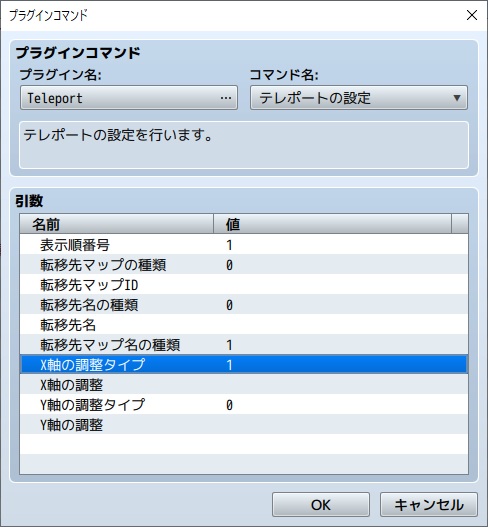 プラグインコマンド
プラグインコマンド
プラグイン名: コマンド名:
Teleport … テレポートの設定
テレポートの設定を行います。
引数
名前 値
表示順番号 1
転移先マップの種類 0
転移先マップID
転移先名の種類 0
転移先名
転移先マップ名の種類 1
X軸の調整タイプ 1
X軸の調整
Y軸の調整タイプ 0
Y軸の調整
OK キャンセル